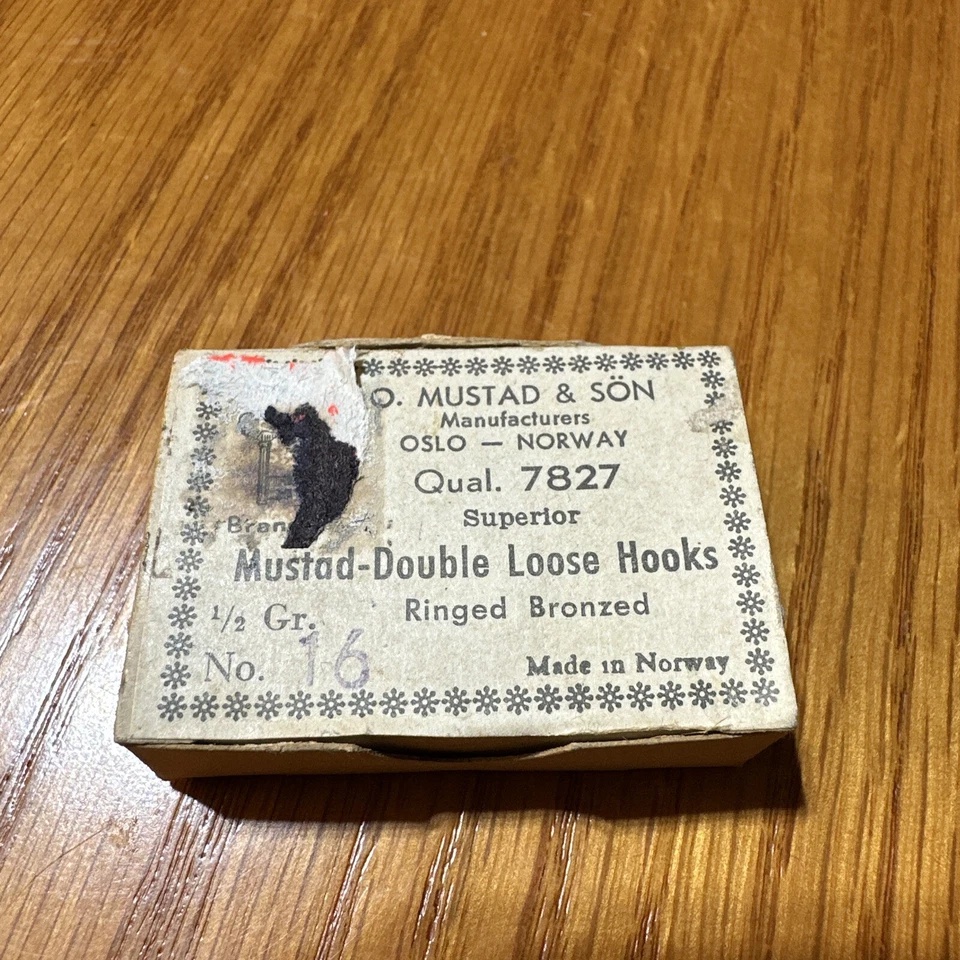 O. MUSTAD & SÖN
Manufacturers
OSLO — NORWAY
Qual. 7827
Superior
Mustad-Double Loose Hooks
1/2 Gr. Ringed Bronzed
No. 16 Made in Norway